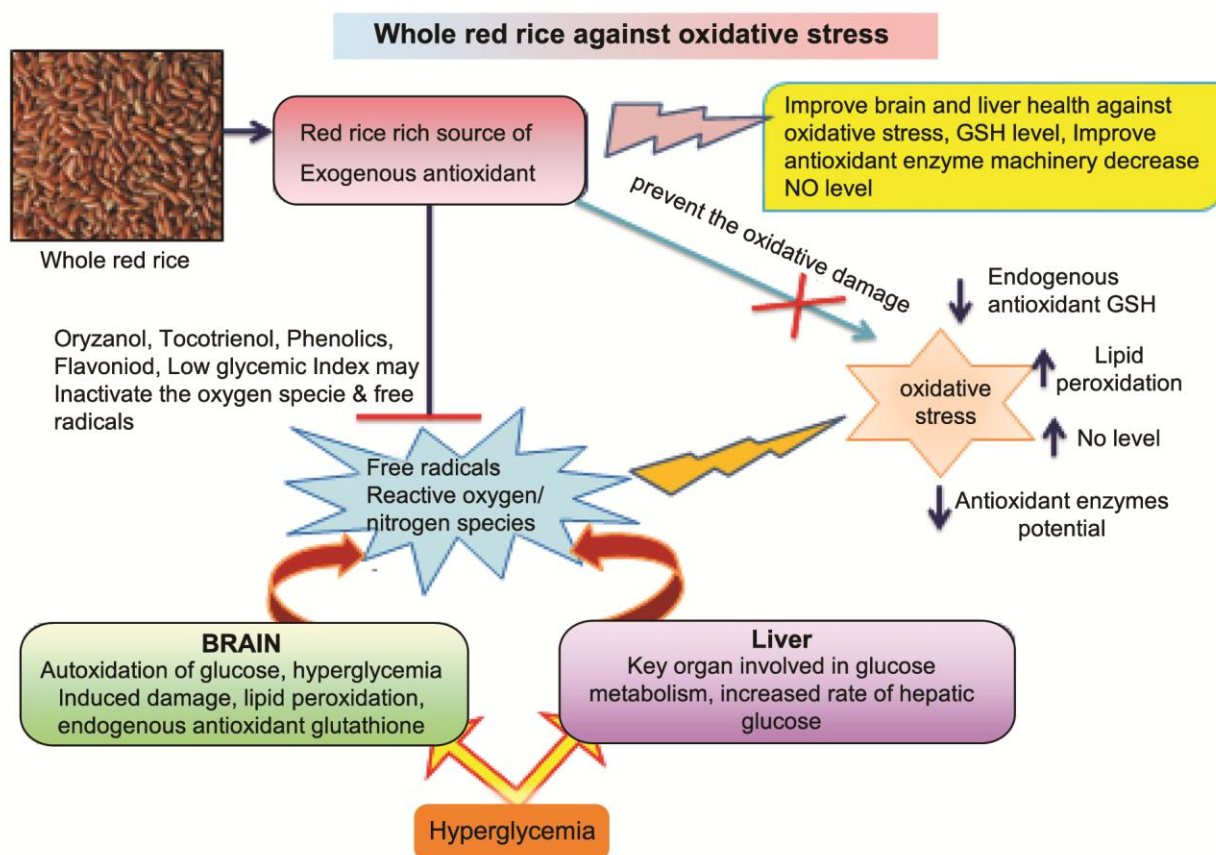 Whole red rice against oxidative stress
Red rice rich source of
Exogenous antioxidant
Improve brain and liver health against
oxidative stress, GSH level, Improve
antioxidant enzyme machinery decrease
NO level
Whole red rice
prevent the oxidative damage
Endogenous
antioxidant GSH
Lipid
peroxidation
oxidative
stress
No level
Antioxidant enzymes
potential
Oryzanol, Tocotrienol, Phenolics,
Flavoniod, Low glycemic Index may
Inactivate the oxygen specie & free
radicals
Free radicals
Reactive oxygen/
nitrogen species
BRAIN
Autoxidation of glucose, hyperglycemia
Induced damage, lipid peroxidation,
endogenous antioxidant glutathione
Liver
Key organ involved in glucose
metabolism, increased rate of hepatic
glucose
Hyperglycemia